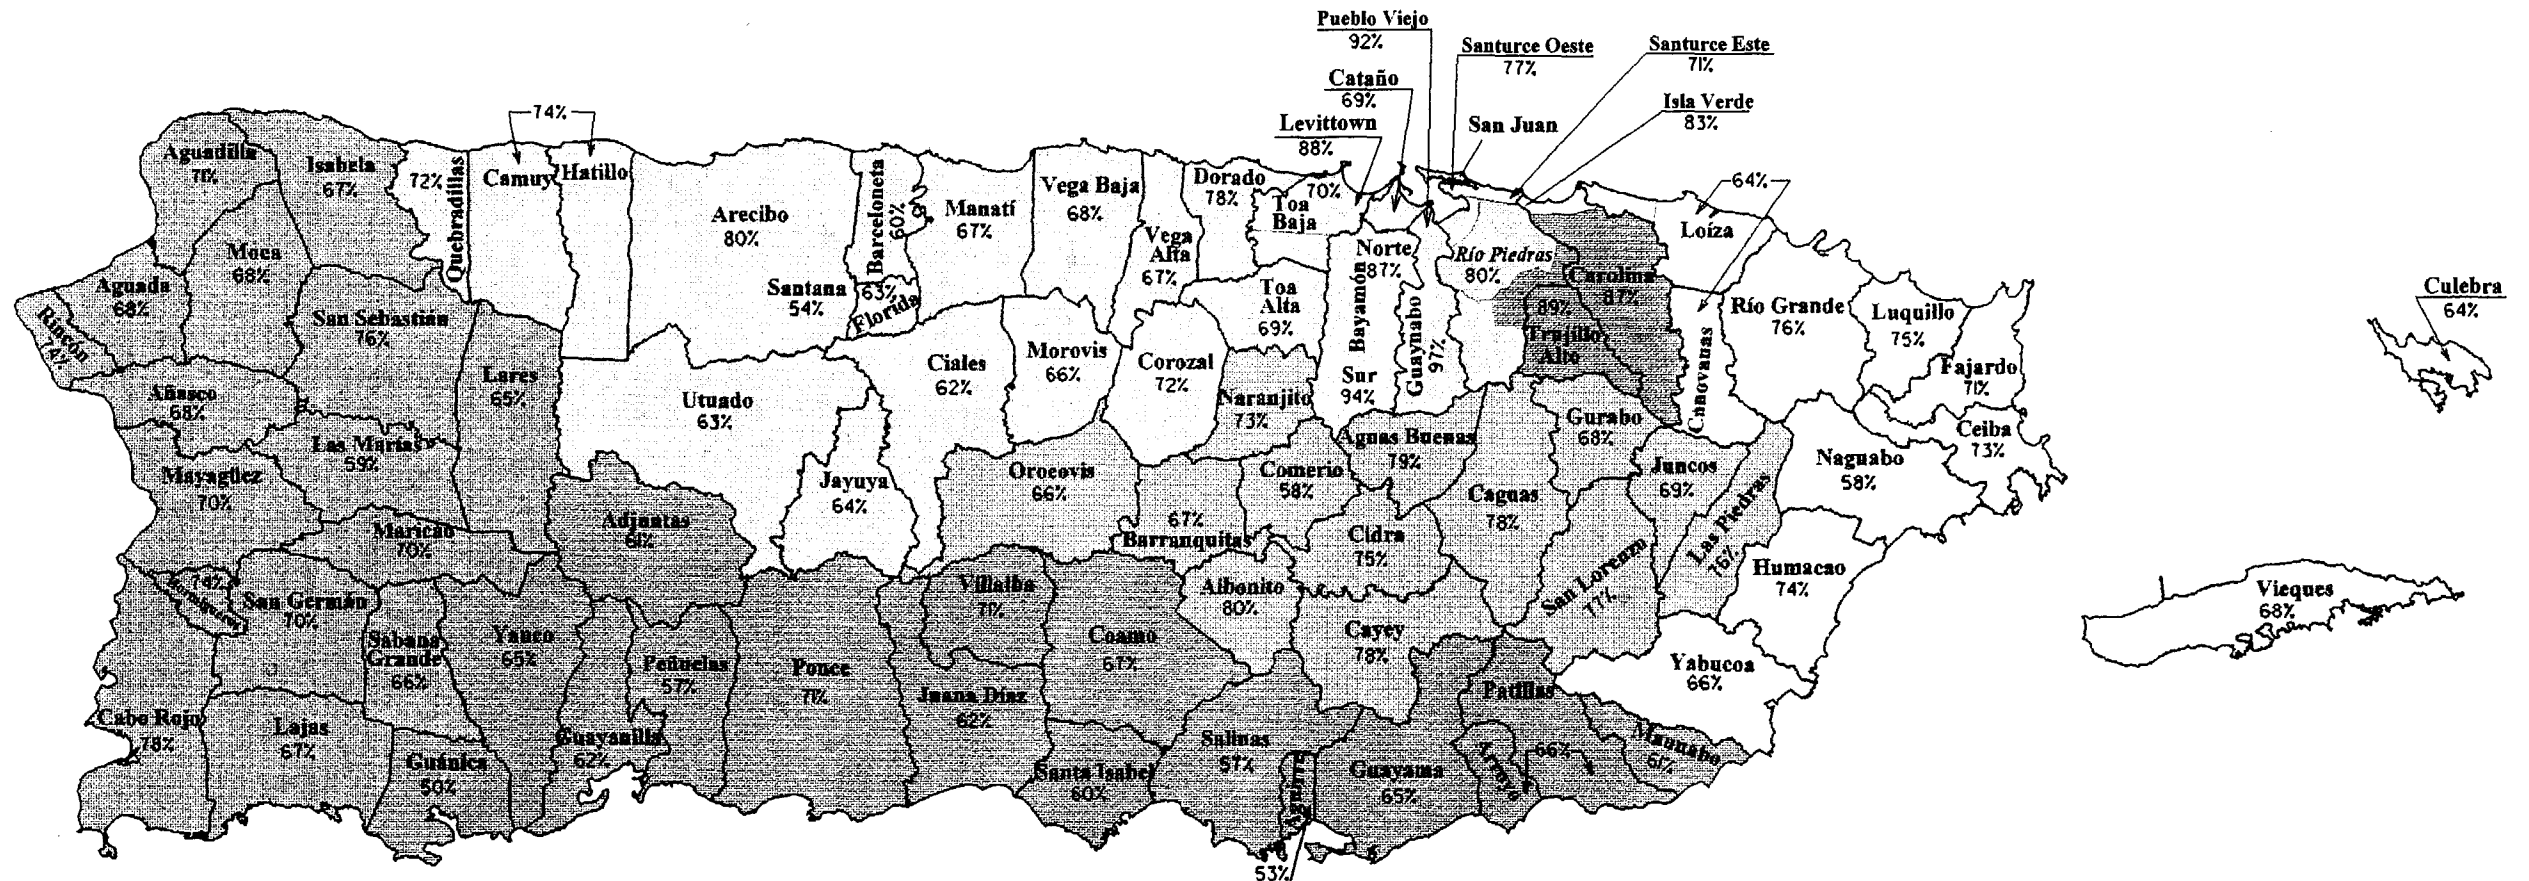 Pueblo Viejo
92%
Santurce Oeste
77%
Santurce Este
71%
Cataño
69%
Isla Verde
83%
Levittown
88%
San Juan
74%
Aguadilla
71%
Isabela
67%
72%
Quebradillas
Camuy
Hatillo
Arecibo
80%
Santana
54%
Barceloneta
60%
63%
Florida
Manatí
67%
Vega Baja
68%
Vega
Alta
67%
Dorado
78%
70%
Toa
Baja
Toa
Alta
69%
Norte
87%
Bayamón
Sur
94%
Guaynabo
97%
Río Piedras
80%
Carolina
87%
89%
Trujillo
Alto
64%
Loíza
Canovanas
Río Grande
76%
Luquillo
75%
Fajardo
71%
Ceiba
73%
Culebra
64%
Moca
68%
Aguada
68%
Rincón
74%
San Sebastián
76%
Lares
65%
Añasco
68%
Las Marías
59%
Mayagüez
70%
Maricao
70%
Utuado
63%
Jayuya
64%
Ciales
62%
Morovis
66%
Corozal
72%
Naranjito
73%
Orocovis
66%
Comerio
58%
67%
Barranquitas
Aguas Buenas
79%
Gurabo
68%
Juncos
69%
Las Piedras
76%
Naguabo
58%
Humacao
74%
Caguas
78%
Cidra
75%
San Lorenzo
77%
Adjuntas
61%
Villalba
71%
Aibonito
80%
Cayey
78%
Yabucoa
66%
Vieques
68%
74%
Hormigueros
San Germán
70%
Sabana
Grande
66%
Yauco
65%
Peñuelas
57%
Ponce
71%
Juana Díaz
62%
Coamo
67%
Cabo Rojo
78%
Lajas
67%
Guánica
50%
Guayanilla
62%
Santa Isabel
60%
Salinas
57%
Aguirre
53%
Guayama
65%
Arroyo
66%
Patillas
Maunabo
61%